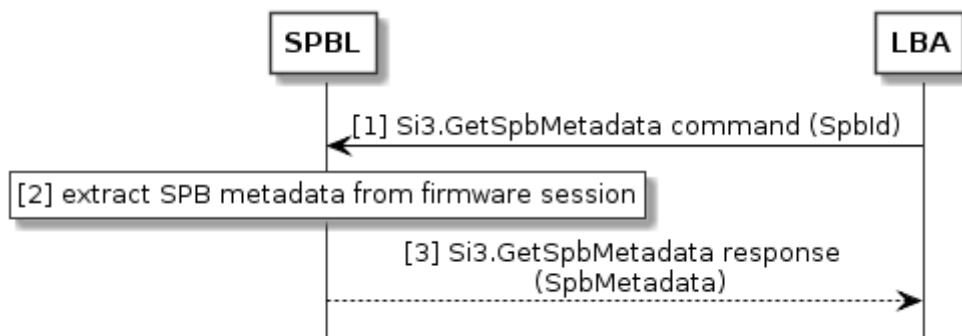 SPBL
LBA
[1] Si3.GetSpbMetadata command (SpbId)
[2] extract SPB metadata from firmware session
[3] Si3.GetSpbMetadata response
(SpbMetadata)